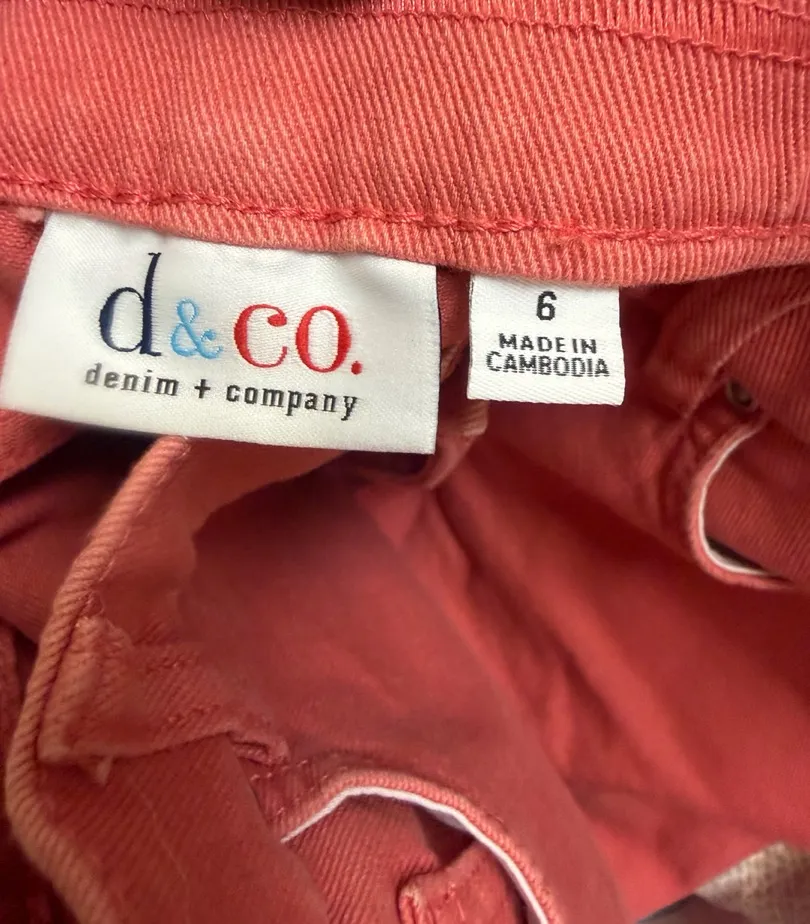 d&co.
denim + company
6
MADE IN
CAMBODIA